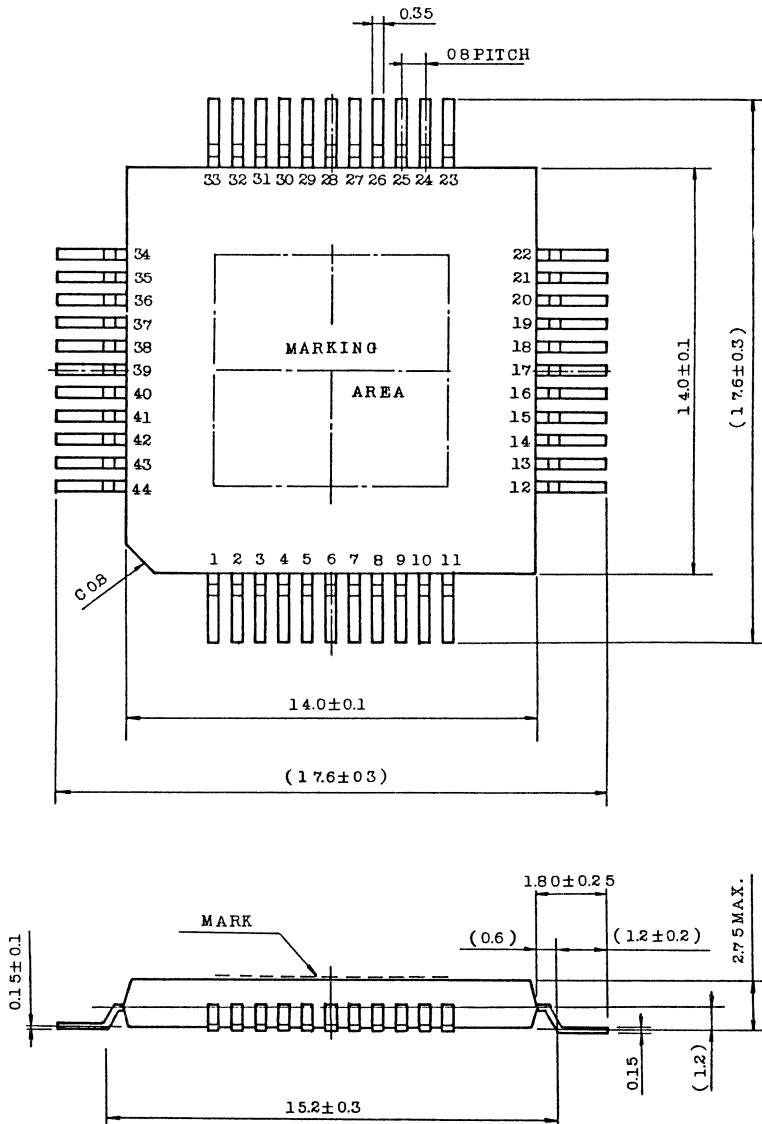 0.35
08PITCH
33 32 31 30 29 28 27 26 25 24 23
34 22
35 21
36 20
37 19
38 18
39 17
40 16
41 15
42 14
43 13
44 12
MARKING
AREA
14.0±0.1
(17.6±0.3)
1 2 3 4 5 6 7 8 9 10 11
C08
14.0±0.1
(17.6±03)
1.80±0.25
MARK
(0.6) (1.2±0.2)
2.75MAX.
0.15±0.1
0.15
(1.2)
15.2±0.3